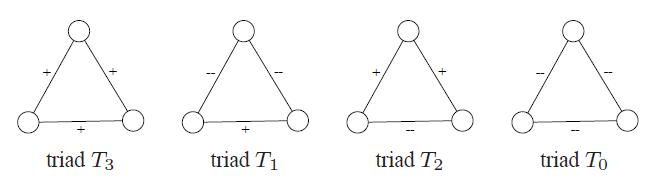 + + -- -- + + -- --
+ + -- --
triad T₃ triad T₁ triad T₂ triad T₀